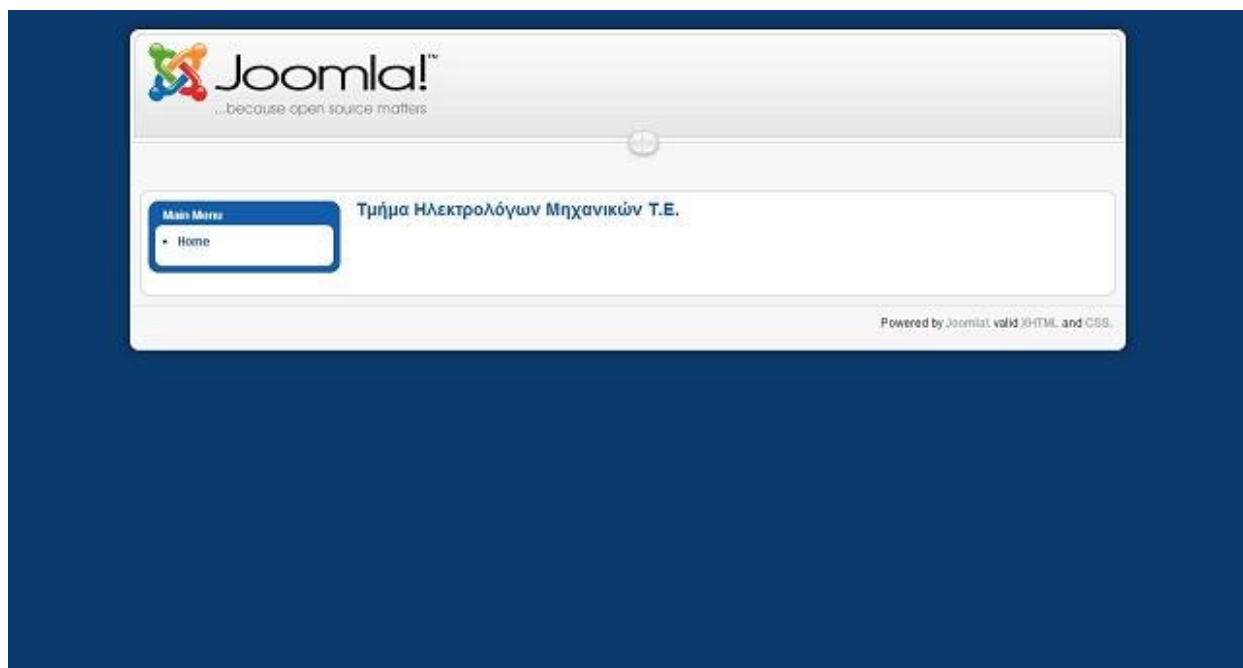 Joomla!™
...because open source matters
Main Menu
Home
Τμήμα Ηλεκτρολόγων Μηχανικών Τ.Ε.
Powered by Joomla!. valid XHTML and CSS.